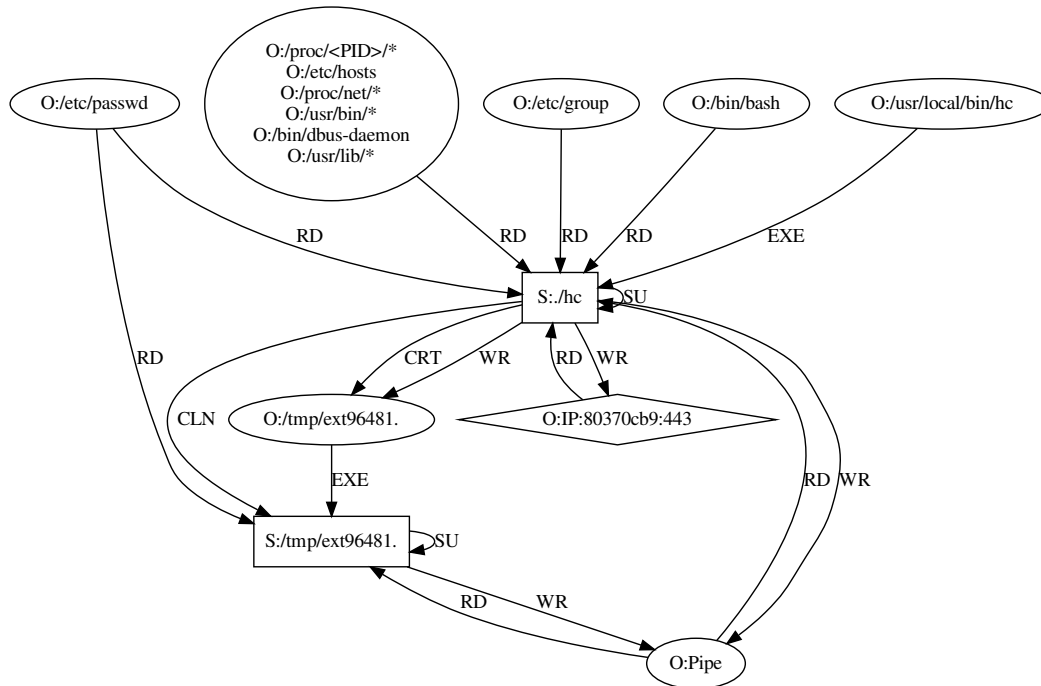 O:/proc/<PID>/*
O:/etc/hosts
O:/proc/net/*
O:/usr/bin/*
O:/bin/dbus-daemon
O:/usr/lib/*
O:/etc/passwd
O:/etc/group
O:/bin/bash
O:/usr/local/bin/hc
RD
RD
RD
RD
EXE
S:./hc
SU
RD
CRT
WR
RD
WR
CLN
O:/tmp/ext96481.
O:IP:80370cb9:443
EXE
RD
WR
S:/tmp/ext96481.
SU
RD
WR
O:Pipe